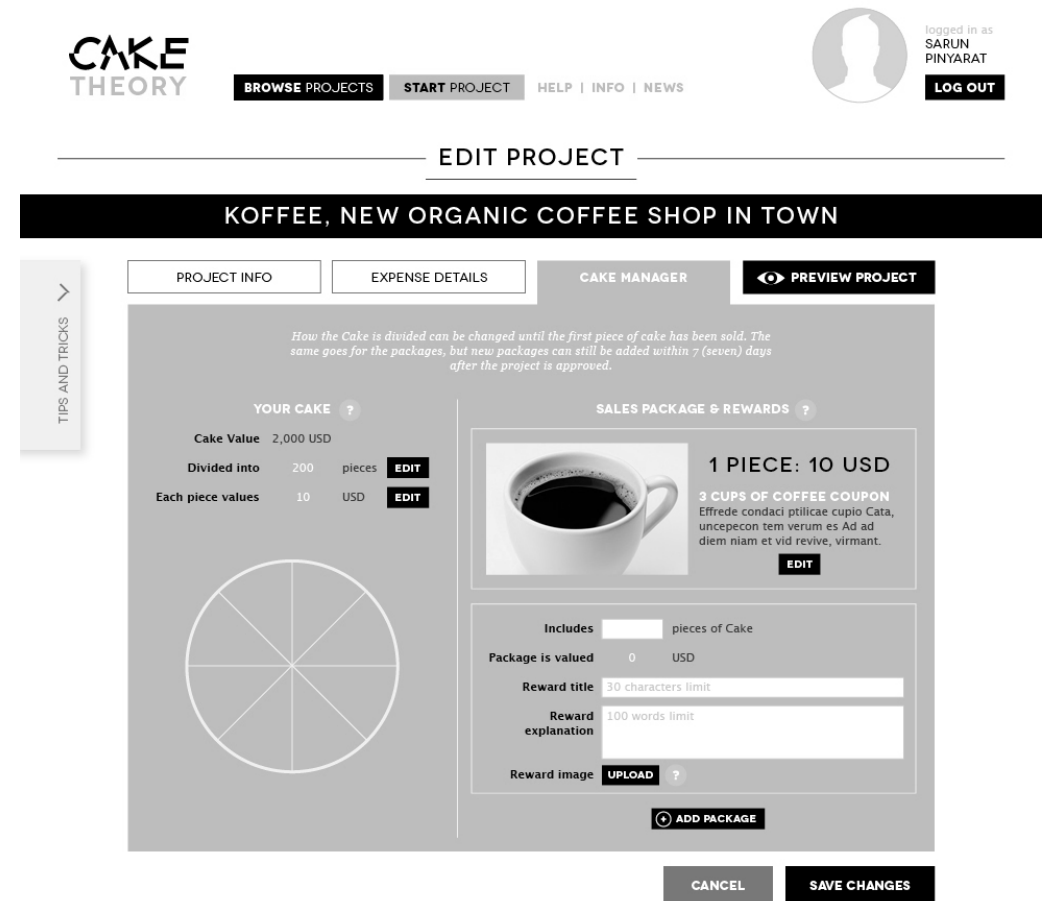 CAKE
THEORY
BROWSE PROJECTS
START PROJECT
HELP | INFO | NEWS
logged in as
SARUN
PINYARAT
LOG OUT
EDIT PROJECT
KOFFEE, NEW ORGANIC COFFEE SHOP IN TOWN
TIPS AND TRICKS
PROJECT INFO
EXPENSE DETAILS
CAKE MANAGER
PREVIEW PROJECT
How the Cake is divided can be changed until the first piece of cake has been sold. The
same goes for the packages, but new packages can still be added within 7 (seven) days
after the project is approved.
YOUR CAKE ?
Cake Value 2,000 USD
Divided into 200 pieces EDIT
Each piece values 10 USD EDIT
SALES PACKAGE & REWARDS ?
1 PIECE: 10 USD
3 CUPS OF COFFEE COUPON
Effrede condaci ptilicae cupio Cata,
uncepecon tem verum es Ad ad
diem niam et vid revive, virmant.
EDIT
Includes pieces of Cake
Package is valued 0 USD
Reward title 30 characters limit
Reward 100 words limit
explanation
Reward image UPLOAD ?
+ ADD PACKAGE
CANCEL
SAVE CHANGES